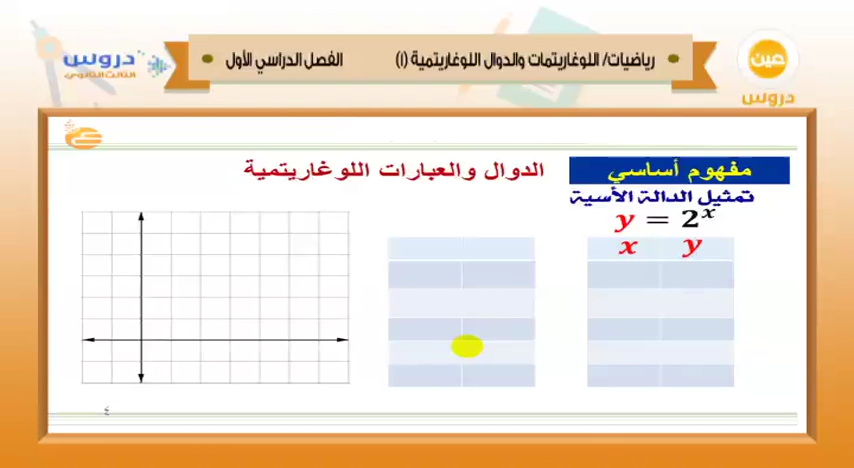 عين
دروس
رياضيات/ اللوغاريتمات والدوال اللوغاريتمية (١)
الفصل الدراسي الأول
دروس
الثالث الثانوي
مفهوم أساسي
الدوال والعبارات اللوغاريتمية
تمثيل الدالة الأسية
y = 2^x
x y
٤